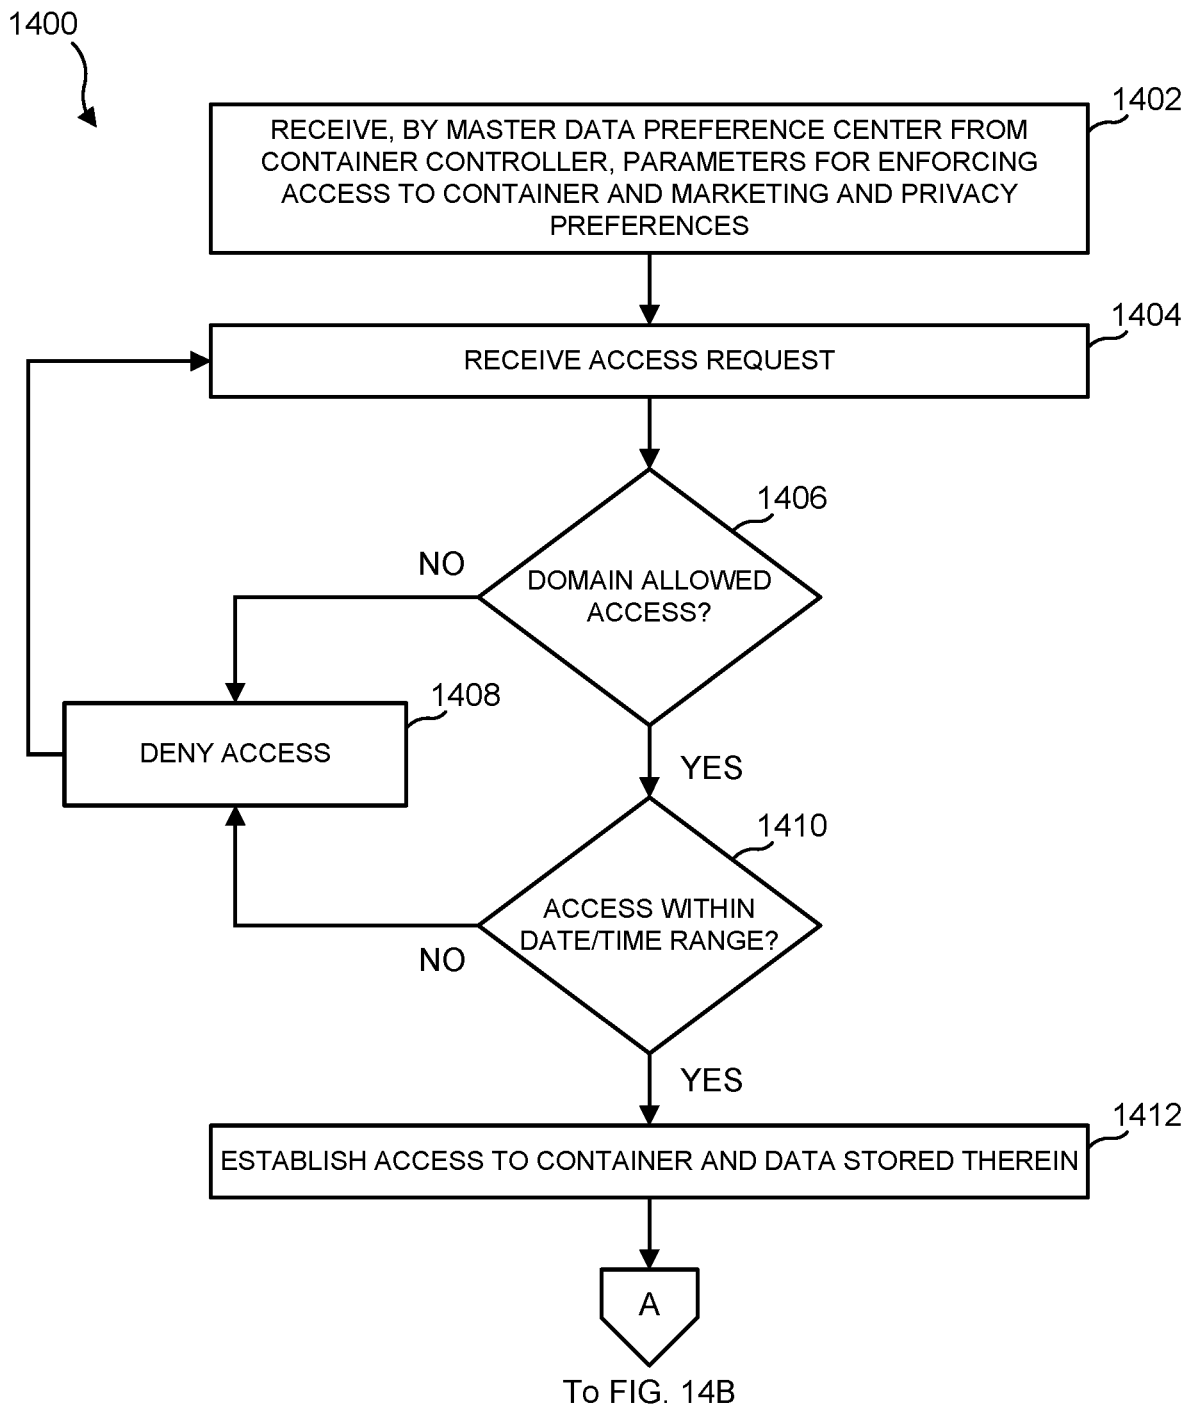 1400
1402
RECEIVE, BY MASTER DATA PREFERENCE CENTER FROM
CONTAINER CONTROLLER, PARAMETERS FOR ENFORCING
ACCESS TO CONTAINER AND MARKETING AND PRIVACY
PREFERENCES
1404
RECEIVE ACCESS REQUEST
1406
NO
DOMAIN ALLOWED
ACCESS?
1408
DENY ACCESS
YES
1410
ACCESS WITHIN
DATE/TIME RANGE?
NO
YES
1412
ESTABLISH ACCESS TO CONTAINER AND DATA STORED THEREIN
A
To FIG. 14B